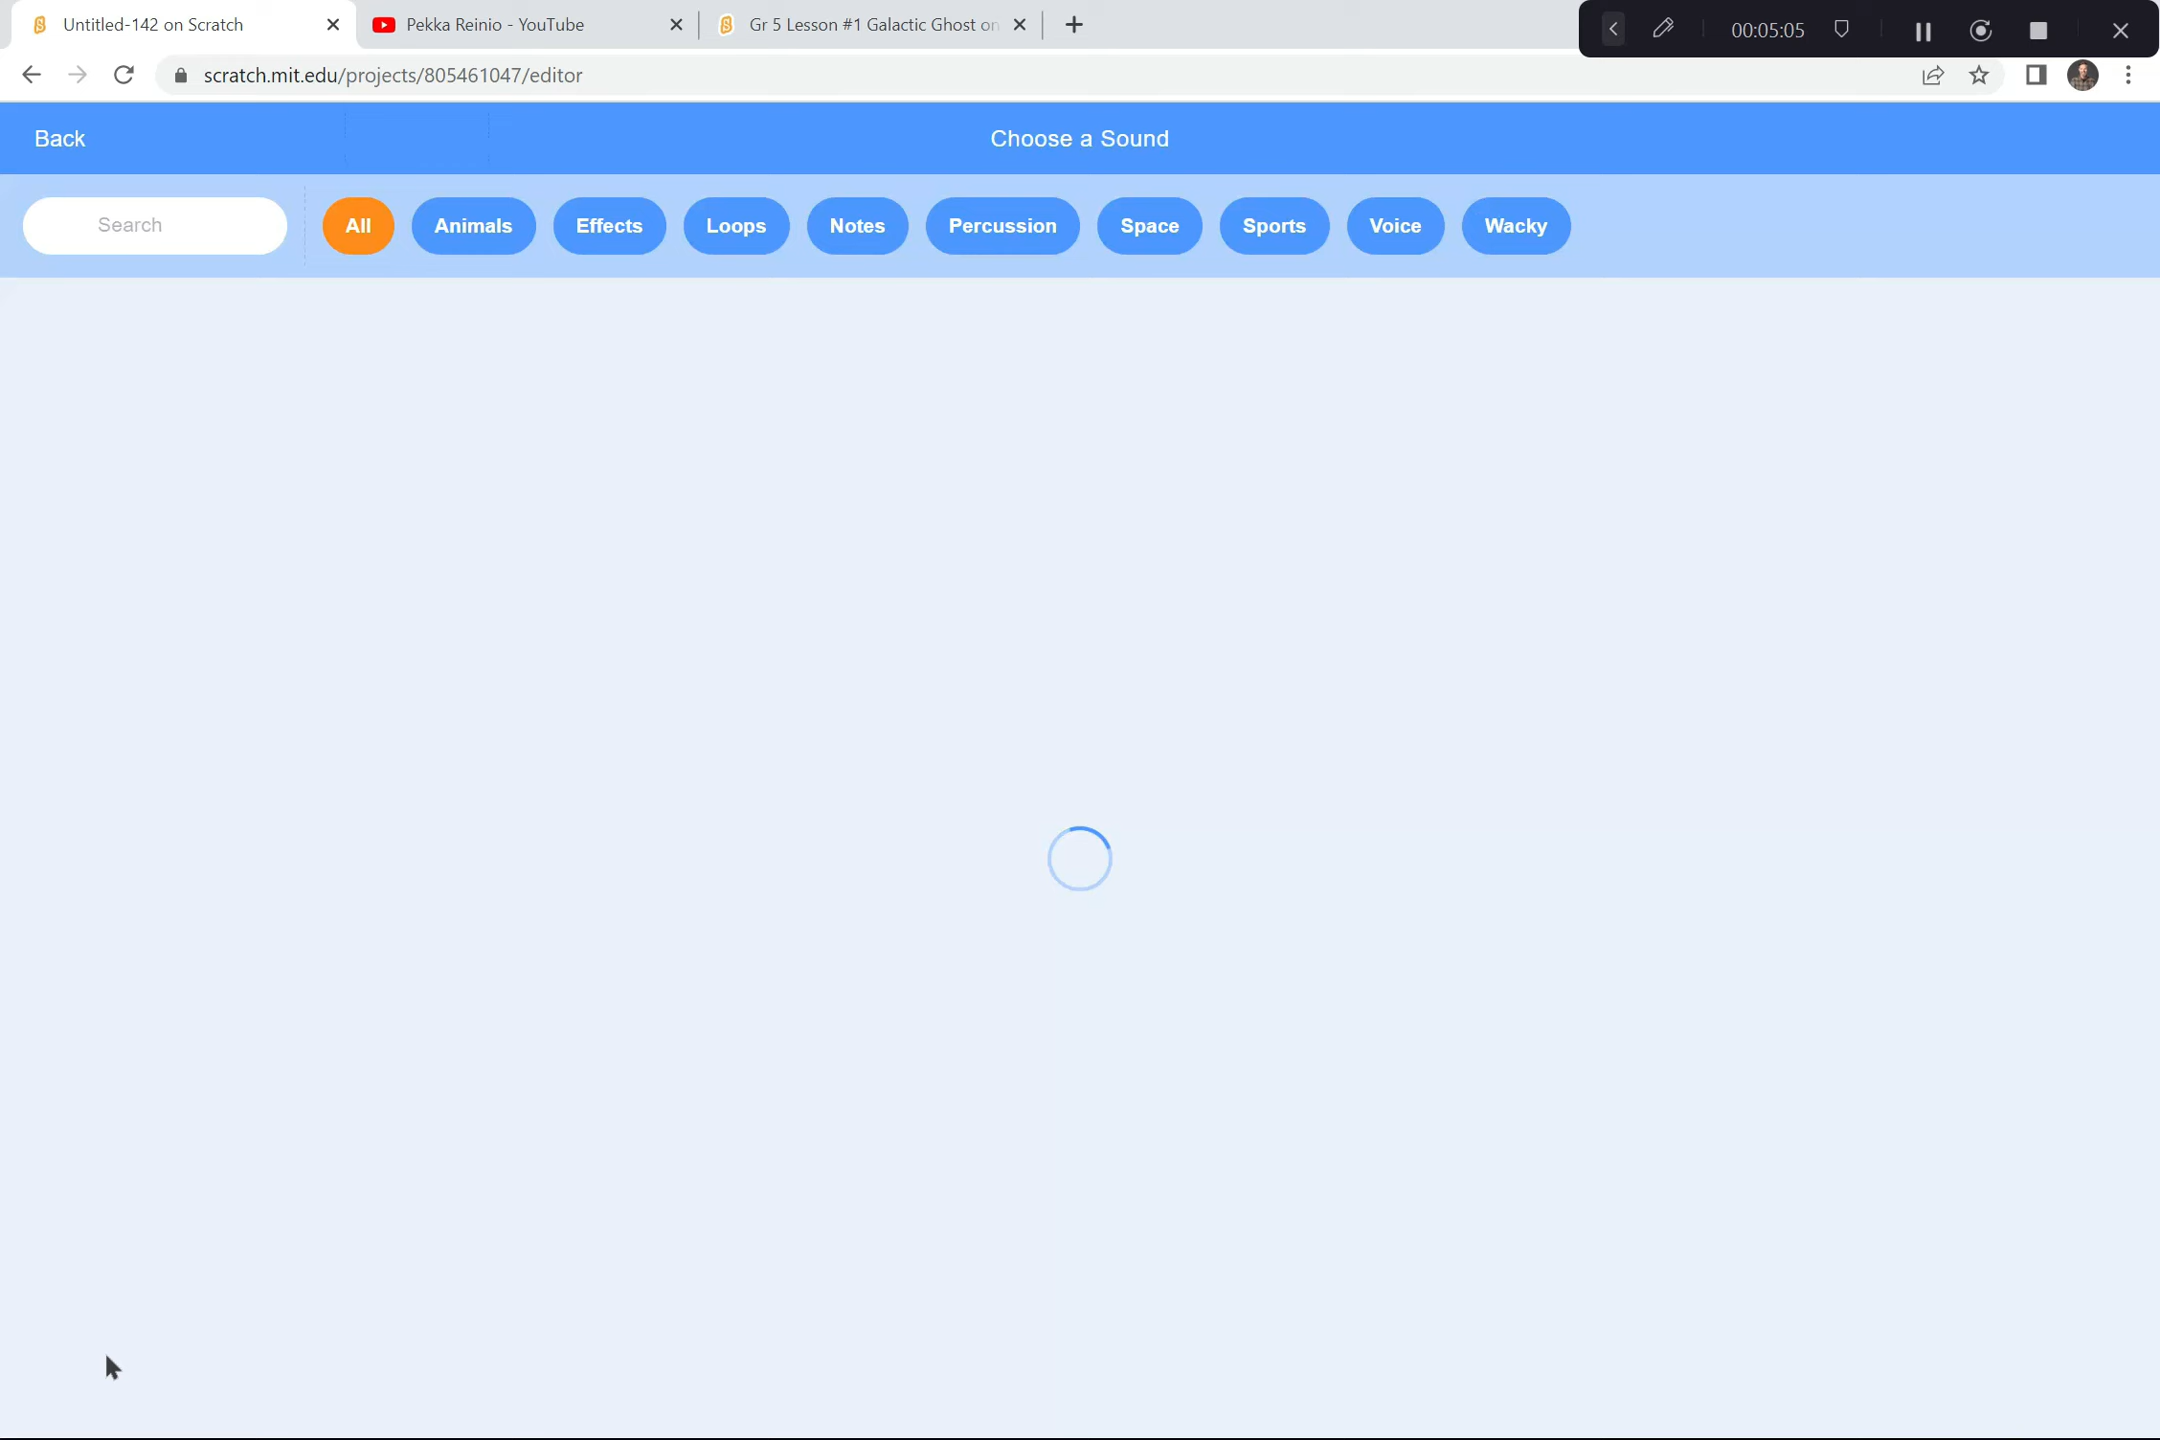 Untitled-142 on Scratch
Pekka Reinio - YouTube
Gr 5 Lesson #1 Galactic Ghost on
00:05:05
scratch.mit.edu/projects/805461047/editor
Back
Choose a Sound
Search
All
Animals
Effects
Loops
Notes
Percussion
Space
Sports
Voice
Wacky